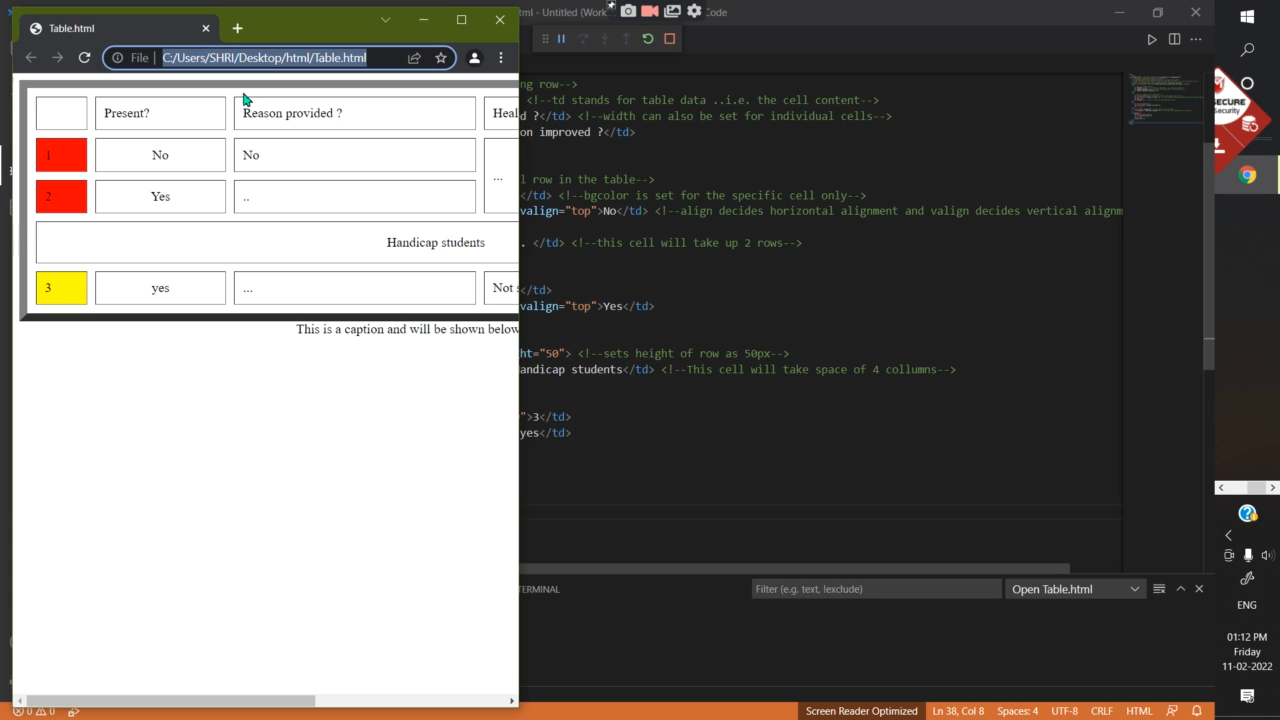 Table.html
File
C:/Users/SHRI/Desktop/html/Table.html
Present?
Reason provided ?
1
No
No
...
2
Yes
..
Handicap students
3
yes
...
This is a caption and will be shown below
- Untitled (Work
Code
ng row-->
<!--td stands for table data ..i.e. the cell content-->
d ?</td> <!--width can also be set for individual cells-->
on improved ?</td>
l row in the table-->
</td> <!--bgcolor is set for the specific cell only-->
valign="top">No</td> <!--align decides horizontal alignment and valign decides vertical alignm
. </td> <!--this cell will take up 2 rows-->
</td>
valign="top">Yes</td>
ht="50"> <!--sets height of row as 50px-->
andicap students</td> <!--This cell will take space of 4 collumns-->
">3</td>
yes</td>
TERMINAL
Filter (e.g. text, !exclude)
Open Table.html
0
0
Screen Reader Optimized
Ln 38, Col 8
Spaces: 4
UTF-8
CRLF
HTML
ECURE
Security
ENG
01:12 PM
Friday
11-02-2022